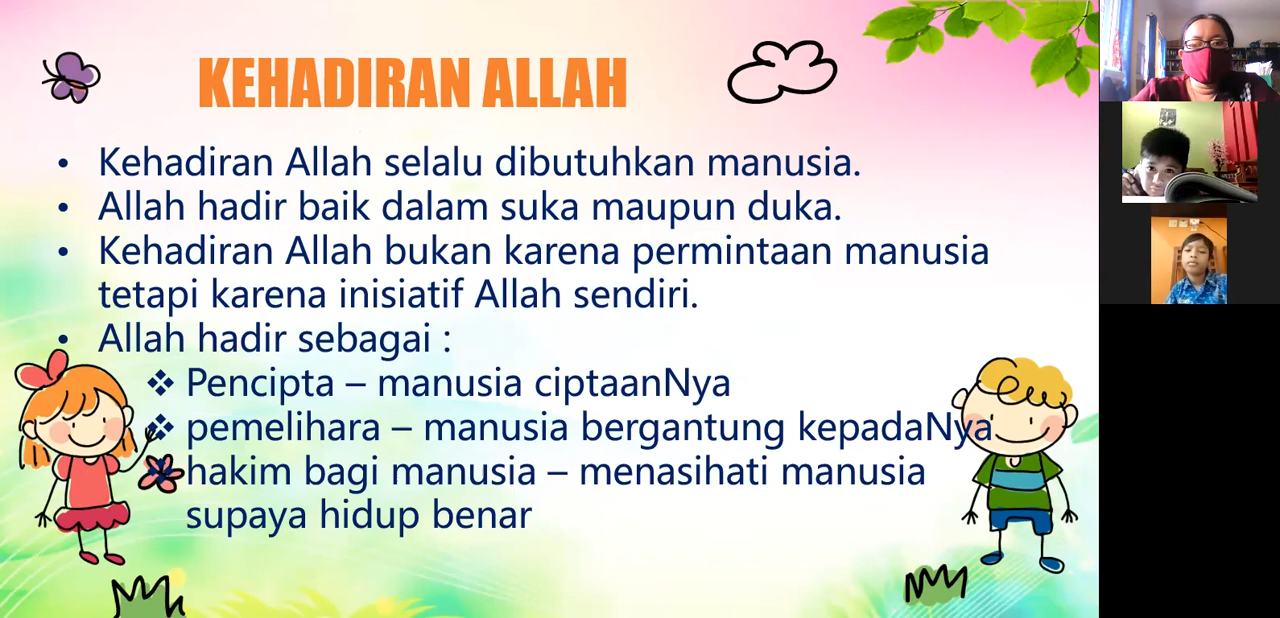 KEHADIRAN ALLAH
• Kehadiran Allah selalu dibutuhkan manusia.
• Allah hadir baik dalam suka maupun duka.
• Kehadiran Allah bukan karena permintaan manusia
tetapi karena inisiatif Allah sendiri.
• Allah hadir sebagai :
❖ Pencipta – manusia ciptaanNya
❖ pemelihara – manusia bergantung kepadaNya
❖ hakim bagi manusia – menasihati manusia
supaya hidup benar